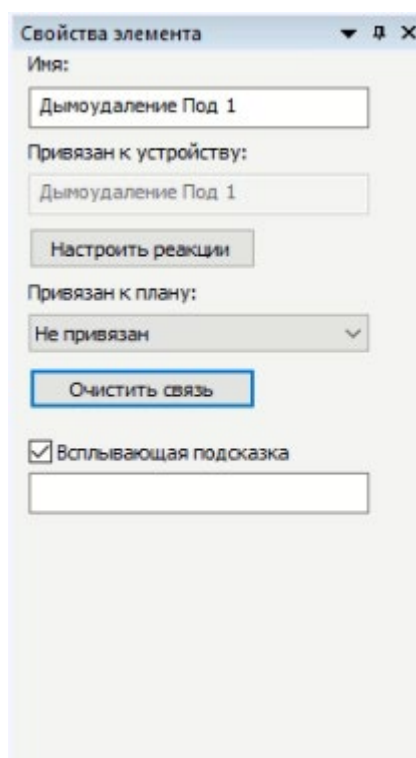 Свойства элемента
Имя:
Дымоудаление Под 1
Привязан к устройству:
Дымоудаление Под 1
Настроить реакции
Привязан к плану:
Не привязан
Очистить связь
Всплывающая подсказка